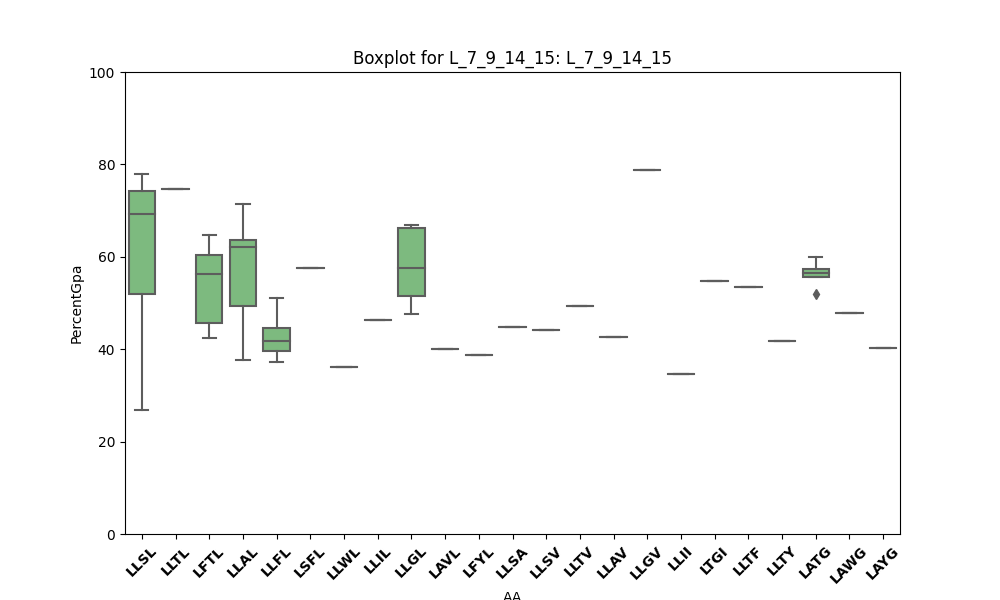 Boxplot for L_7_9_14_15: L_7_9_14_15
100
80
60
40
20
0
PercentGpa
LLSL
LLTL
LFTL
LLAL
LLFL
LSFL
LLWL
LLIL
LLGL
LAVL
LFYL
LLSA
LLSV
LLTV
LLAV
LLGV
LLII
LTGI
LLTF
LLTY
LATG
LAWG
LAYG
AA